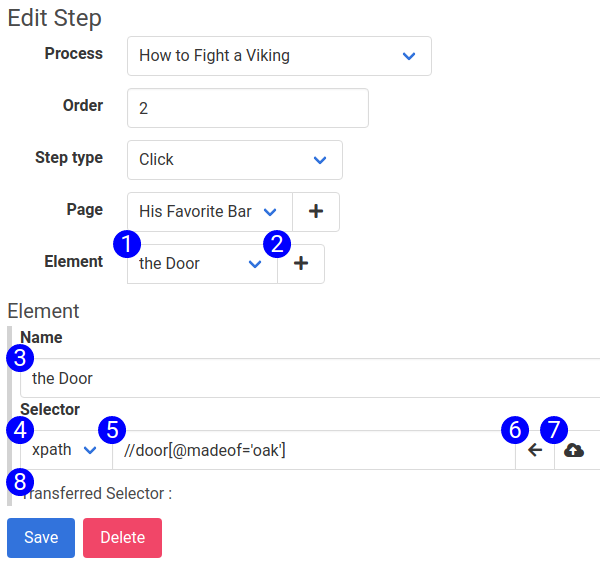 Edit Step
Process How to Fight a Viking
Order 2
Step type Click
Page His Favorite Bar
1 2
Element the Door
Element
Name
3
the Door
Selector
4 5 6 7
xpath //door[@madeof='oak']
8
Transferred Selector :
Save Delete